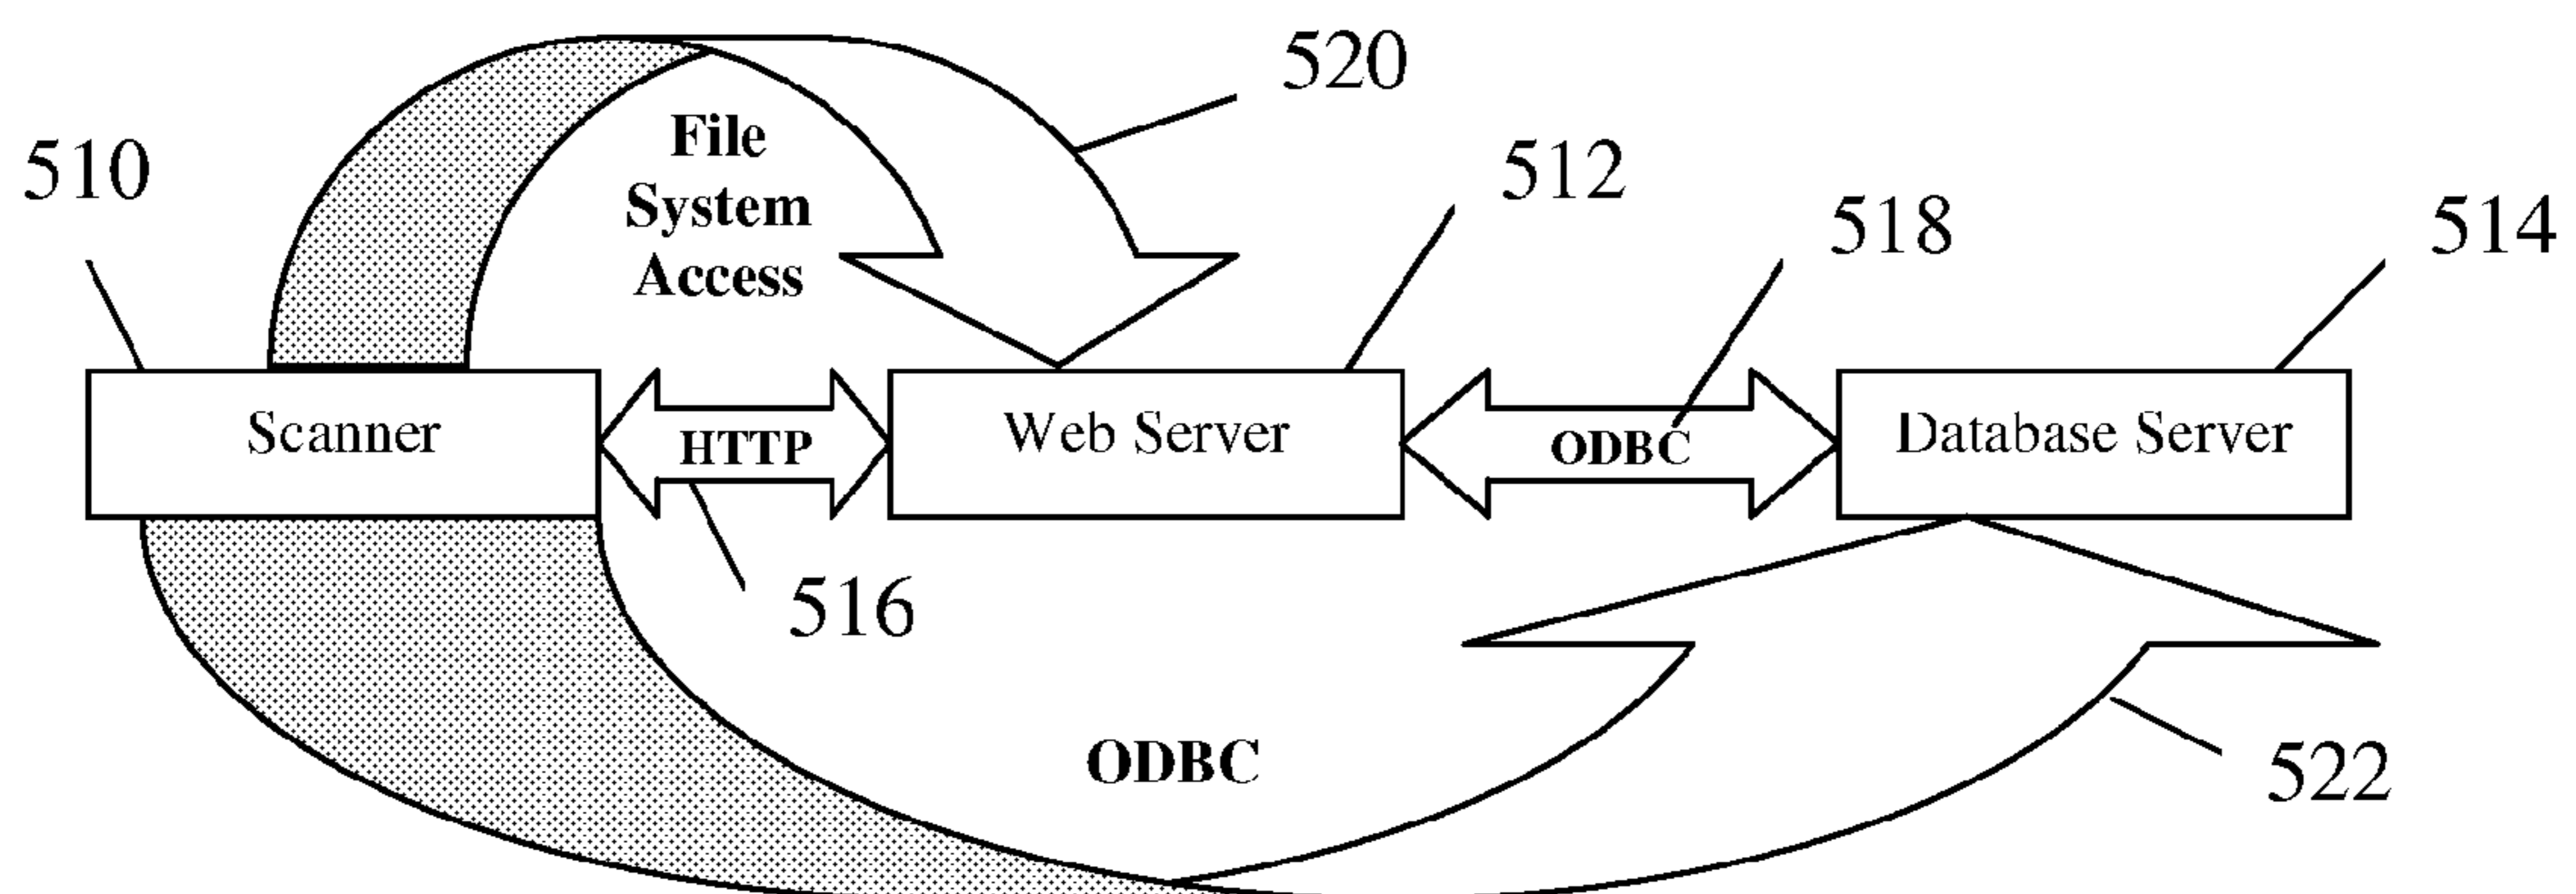 520
510
File
System
Access
512
518
514
Scanner
HTTP
Web Server
ODBC
Database Server
516
ODBC
522